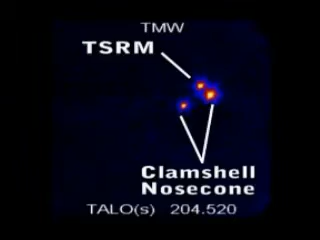 TMW
TSRM
Clamshell
Nosecone
TALO(s) 204.520